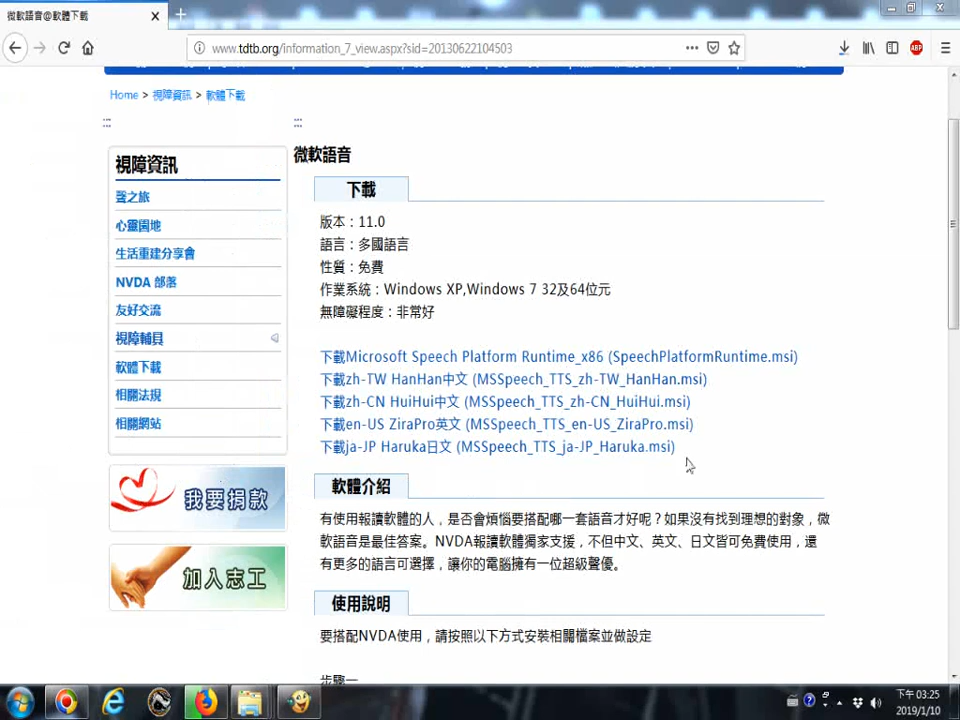 微軟語音@軟體下載
www.tdtb.org/information_7_view.aspx?sid=20130622104503
ABP
Home > 視障資訊 > 軟體下載
:::
:::
視障資訊
聲之旅
心靈園地
生活重建分享會
NVDA 部落
友好交流
視障輔具
軟體下載
相關法規
相關網站
我要捐款
加入志工
微軟語音
下載
版本：11.0
語言：多國語言
性質：免費
作業系統：Windows XP,Windows 7 32及64位元
無障礙程度：非常好
下載Microsoft Speech Platform Runtime_x86 (SpeechPlatformRuntime.msi)
下載zh-TW HanHan中文 (MSSpeech_TTS_zh-TW_HanHan.msi)
下載zh-CN HuiHui中文 (MSSpeech_TTS_zh-CN_HuiHui.msi)
下載en-US ZiraPro英文 (MSSpeech_TTS_en-US_ZiraPro.msi)
下載ja-JP Haruka日文 (MSSpeech_TTS_ja-JP_Haruka.msi)
軟體介紹
有使用報讀軟體的人，是否會煩惱要搭配哪一套語音才好呢？如果沒有找到理想的對象，微
軟語音是最佳答案。NVDA報讀軟體獨家支援，不但中文、英文、日文皆可免費使用，還
有更多的語言可選擇，讓你的電腦擁有一位超級聲優。
使用說明
要搭配NVDA使用，請按照以下方式安裝相關檔案並做設定
步驟一
下午 03:25
2019/1/10